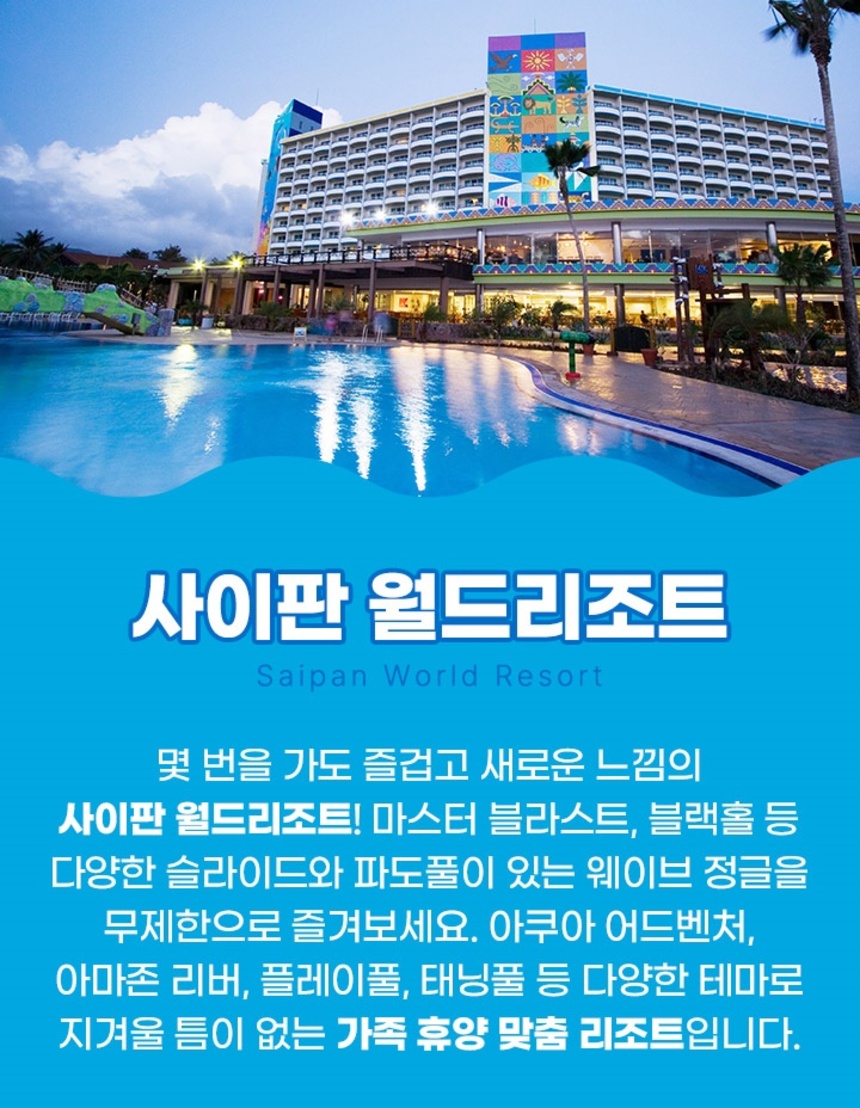 사이판 월드리조트
Saipan World Resort
몇 번을 가도 즐겁고 새로운 느낌의
사이판 월드리조트! 마스터 블라스트, 블랙홀 등
다양한 슬라이드와 파도풀이 있는 웨이브 정글을
무제한으로 즐겨보세요. 아쿠아 어드벤처,
아마존 리버, 플레이풀, 태닝풀 등 다양한 테마로
지겨울 틈이 없는 가족 휴양 맞춤 리조트입니다.